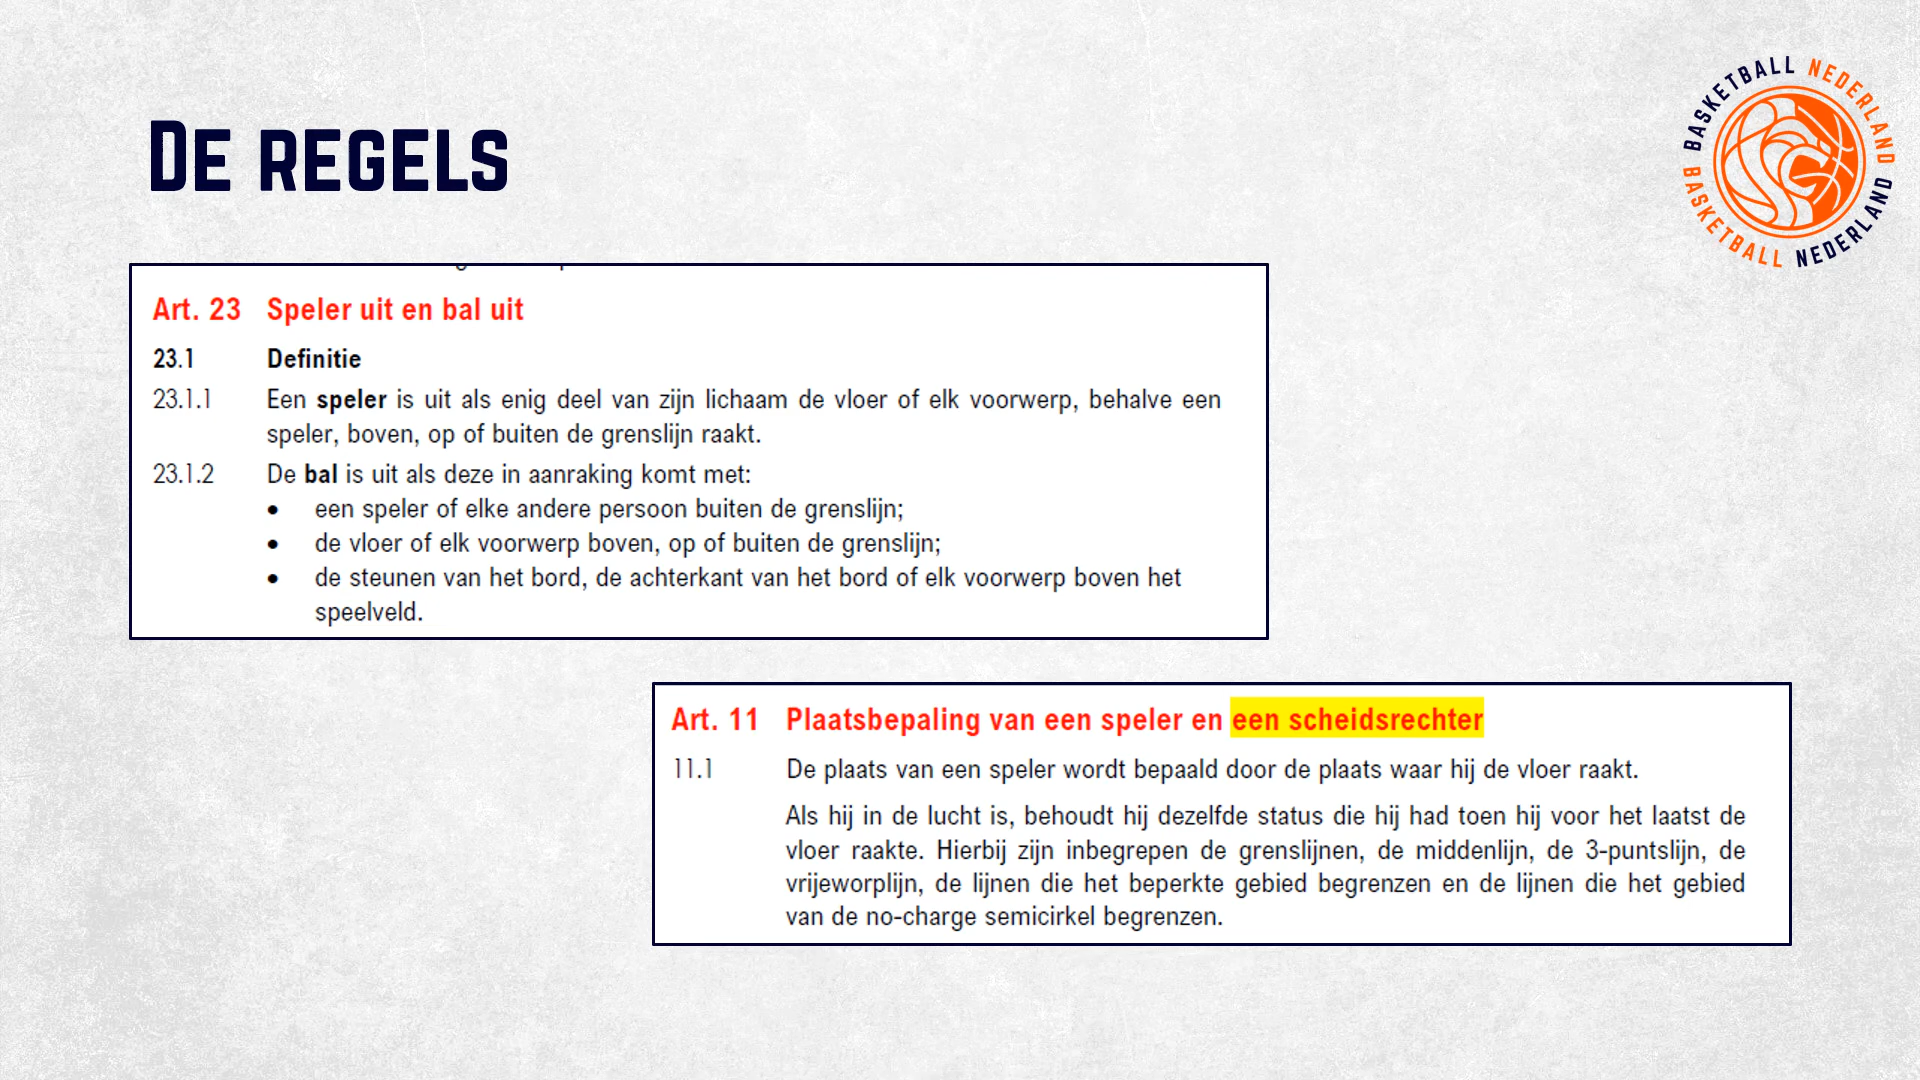 De regels
BASKETBALL NEDERLAND
BASKETBALL NEDERLAND
Art. 23 Speler uit en bal uit
23.1 Definitie
23.1.1 Een speler is uit als enig deel van zijn lichaam de vloer of elk voorwerp, behalve een
speler, boven, op of buiten de grenslijn raakt.
23.1.2 De bal is uit als deze in aanraking komt met:
• een speler of elke andere persoon buiten de grenslijn;
• de vloer of elk voorwerp boven, op of buiten de grenslijn;
• de steunen van het bord, de achterkant van het bord of elk voorwerp boven het
speelveld.
Art. 11 Plaatsbepaling van een speler en een scheidsrechter
11.1 De plaats van een speler wordt bepaald door de plaats waar hij de vloer raakt.
Als hij in de lucht is, behoudt hij dezelfde status die hij had toen hij voor het laatst de
vloer raakte. Hierbij zijn inbegrepen de grenslijnen, de middenlijn, de 3-puntslijn, de
vrijeworplijn, de lijnen die het beperkte gebied begrenzen en de lijnen die het gebied
van de no-charge semicirkel begrenzen.